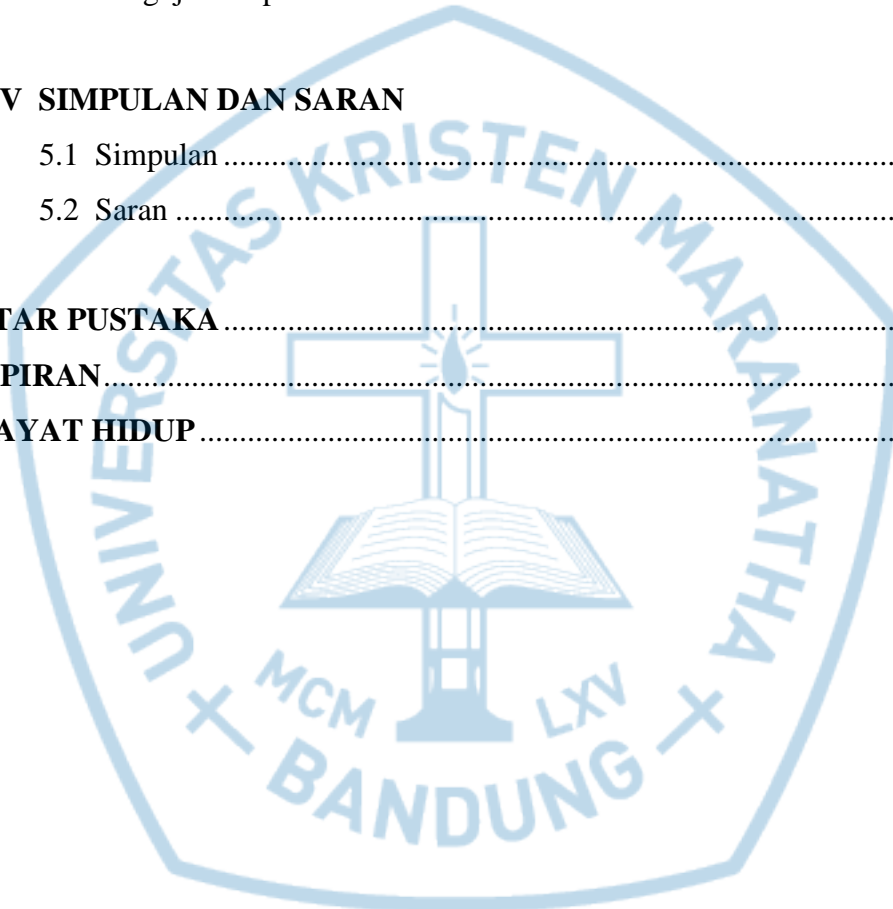 V SIMPULAN DAN SARAN
5.1 Simpulan ................................................................................
5.2 Saran ................................................................................
TAR PUSTAKA ................................................................................
PIRAN ................................................................................
AYAT HIDUP ................................................................................
UNIVERSITAS KRISTEN MARANATHA
MCM LXV
BANDUNG